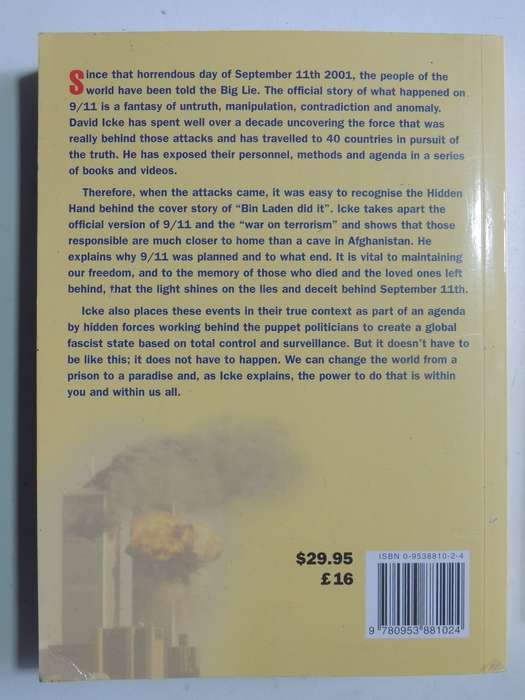 Since that horrendous day of September 11th 2001, the people of the
world have been told the Big Lie. The official story of what happened on
9/11 is a fantasy of untruth, manipulation, contradiction and anomaly.
David Icke has spent well over a decade uncovering the force that was
really behind those attacks and has travelled to 40 countries in pursuit of
the truth. He has exposed their personnel, methods and agenda in a series
of books and videos.
Therefore, when the attacks came, it was easy to recognise the Hidden
Hand behind the cover story of “Bin Laden did it”. Icke takes apart the
official version of 9/11 and the “war on terrorism” and shows that those
responsible are much closer to home than a cave in Afghanistan. He
explains why 9/11 was planned and to what end. It is vital to maintaining
our freedom, and to the memory of those who died and the loved ones left
behind, that the light shines on the lies and deceit behind September 11th.
Icke also places these events in their true context as part of an agenda
by hidden forces working behind the puppet politicians to create a global
fascist state based on total control and surveillance. But it doesn’t have to
be like this; it does not have to happen. We can change the world from a
prison to a paradise and, as Icke explains, the power to do that is within
you and within us all.
$29.95
£16
ISBN 0-9538810-2-4
9 780953 881024